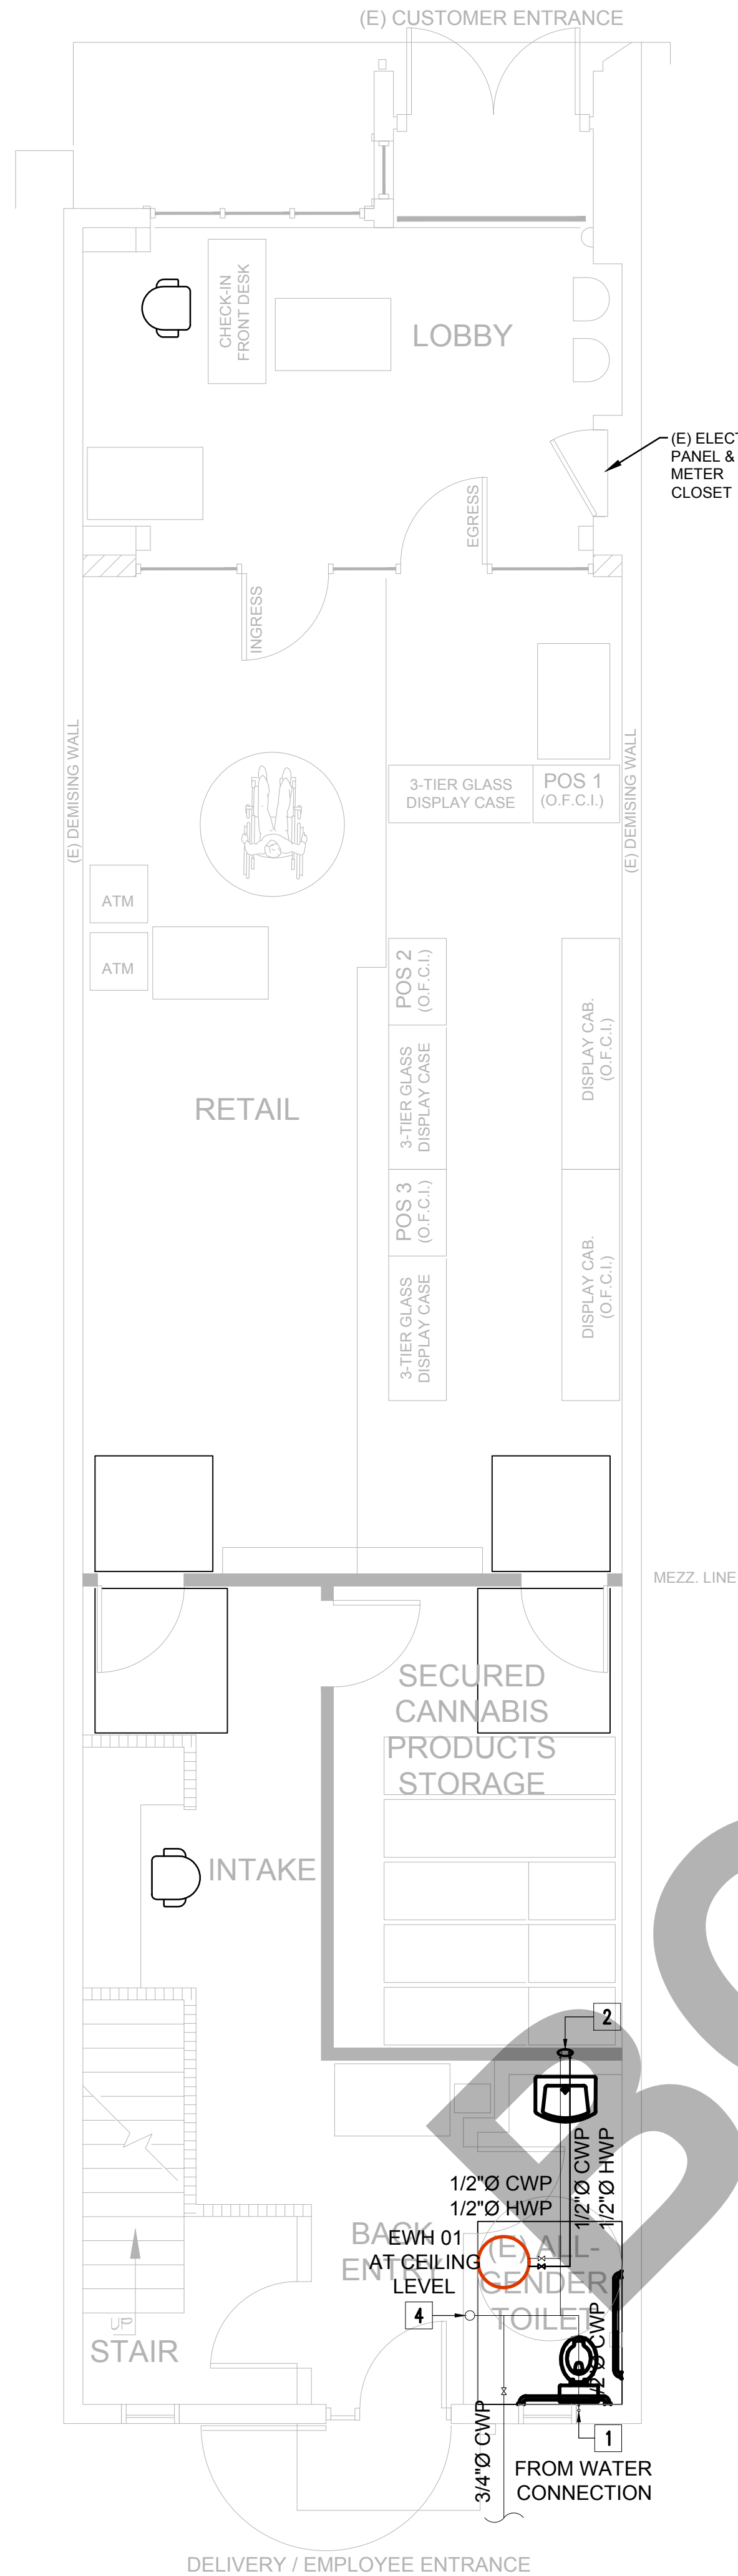 (E) CUSTOMER ENTRANCE
CHECK-IN
FRONT DESK
LOBBY
(E) ELECT
PANEL &
METER
CLOSET
EGRESS
INGRESS
(E) DEMISING WALL
(E) DEMISING WALL
3-TIER GLASS
DISPLAY CASE
POS 1
(O.F.C.I.)
ATM
ATM
POS 2
(O.F.C.I.)
3-TIER GLASS
DISPLAY CASE
DISPLAY CAB.
(O.F.C.I.)
RETAIL
POS 3
(O.F.C.I.)
3-TIER GLASS
DISPLAY CASE
DISPLAY CAB.
(O.F.C.I.)
MEZZ. LINE
SECURED
CANNABIS
PRODUCTS
STORAGE
INTAKE
2
1/2"Ø CWP
1/2"Ø HWP
1/2"Ø CWP
1/2"Ø HWP
BACK
ENTRY
EWH 01
AT CEILING
LEVEL
(E) ALL-
GENDER
TOILET
4
UP
STAIR
1/2"Ø CWP
3/4"Ø CWP
1
FROM WATER
CONNECTION
DELIVERY / EMPLOYEE ENTRANCE